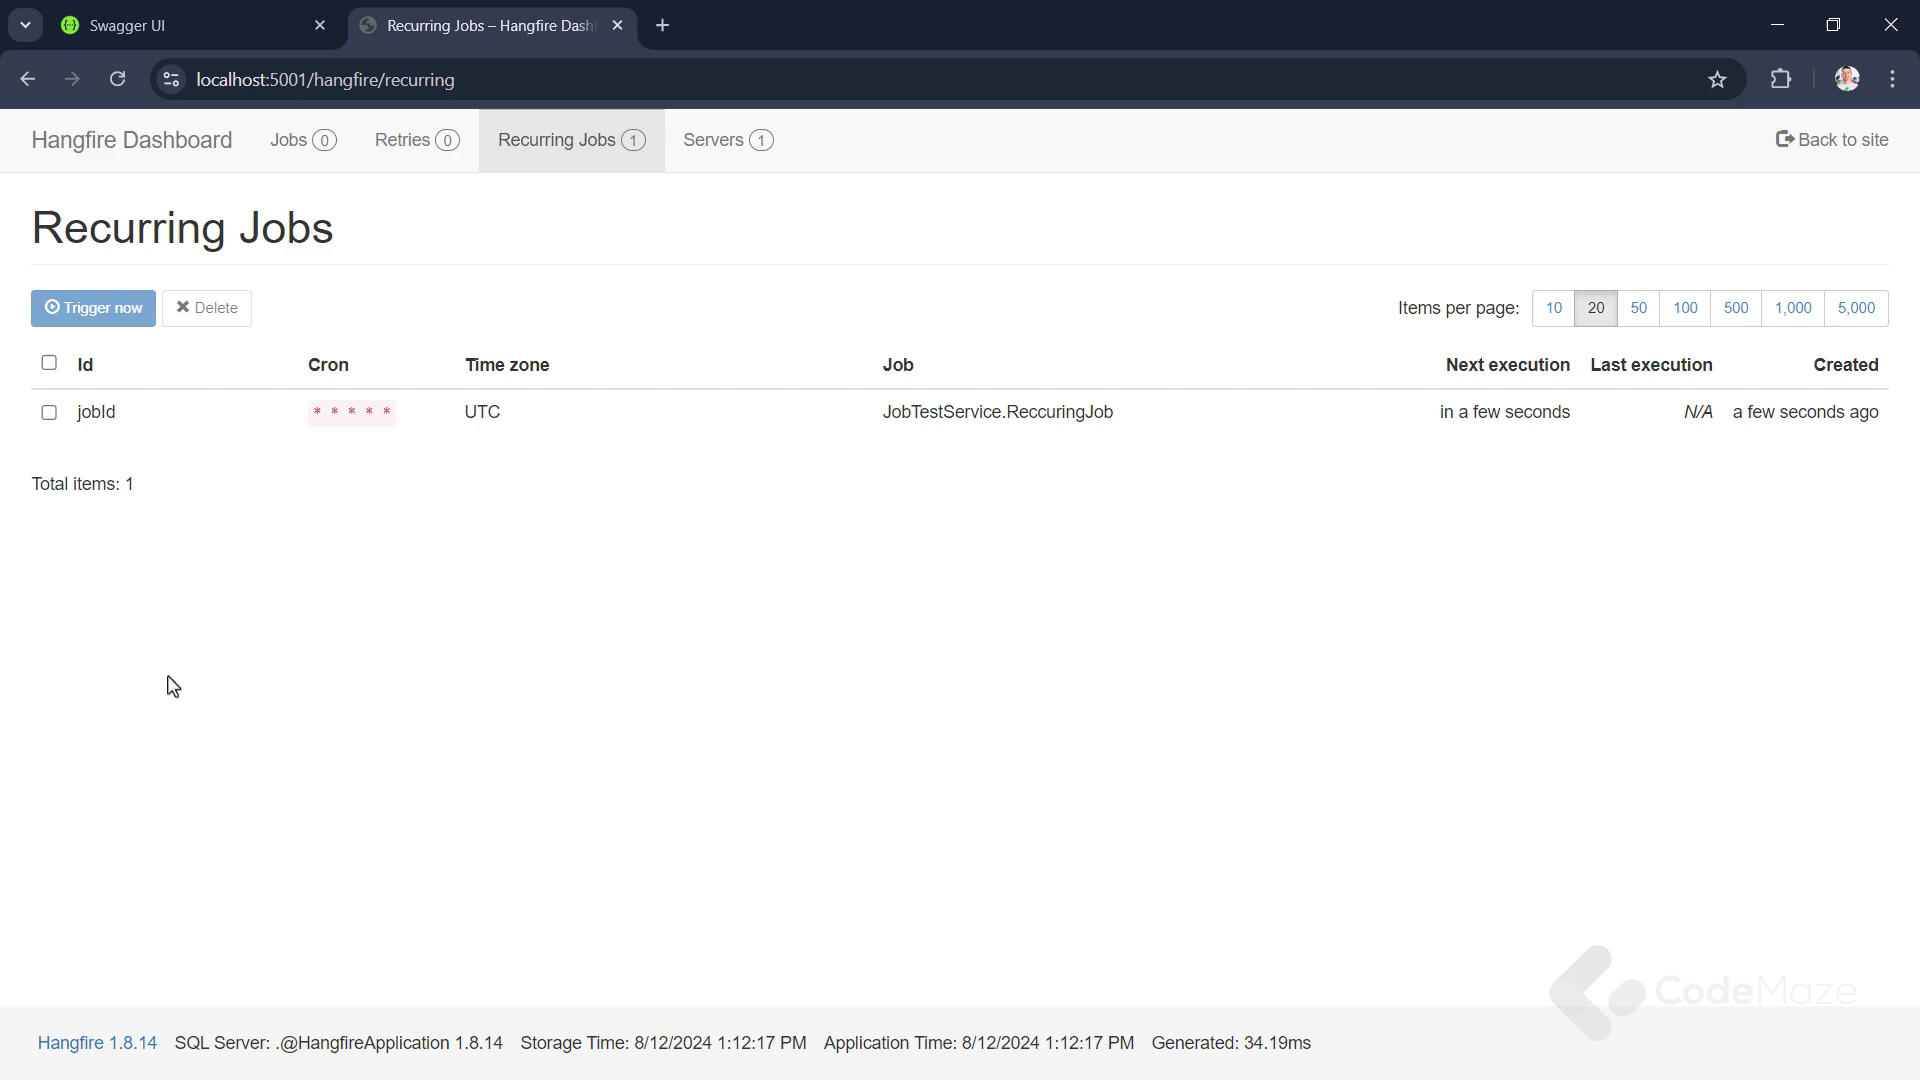 Swagger UI
Recurring Jobs – Hangfire Dash
localhost:5001/hangfire/recurring
Hangfire Dashboard Jobs 0 Retries 0 Recurring Jobs 1 Servers 1 Back to site
Recurring Jobs
Trigger now Delete Items per page: 10 20 50 100 500 1,000 5,000
Id Cron Time zone Job Next execution Last execution Created
jobId * * * * * UTC JobTestService.ReccuringJob in a few seconds N/A a few seconds ago
Total items: 1
CodeMaze
Hangfire 1.8.14 SQL Server: .@HangfireApplication 1.8.14 Storage Time: 8/12/2024 1:12:17 PM Application Time: 8/12/2024 1:12:17 PM Generated: 34.19ms